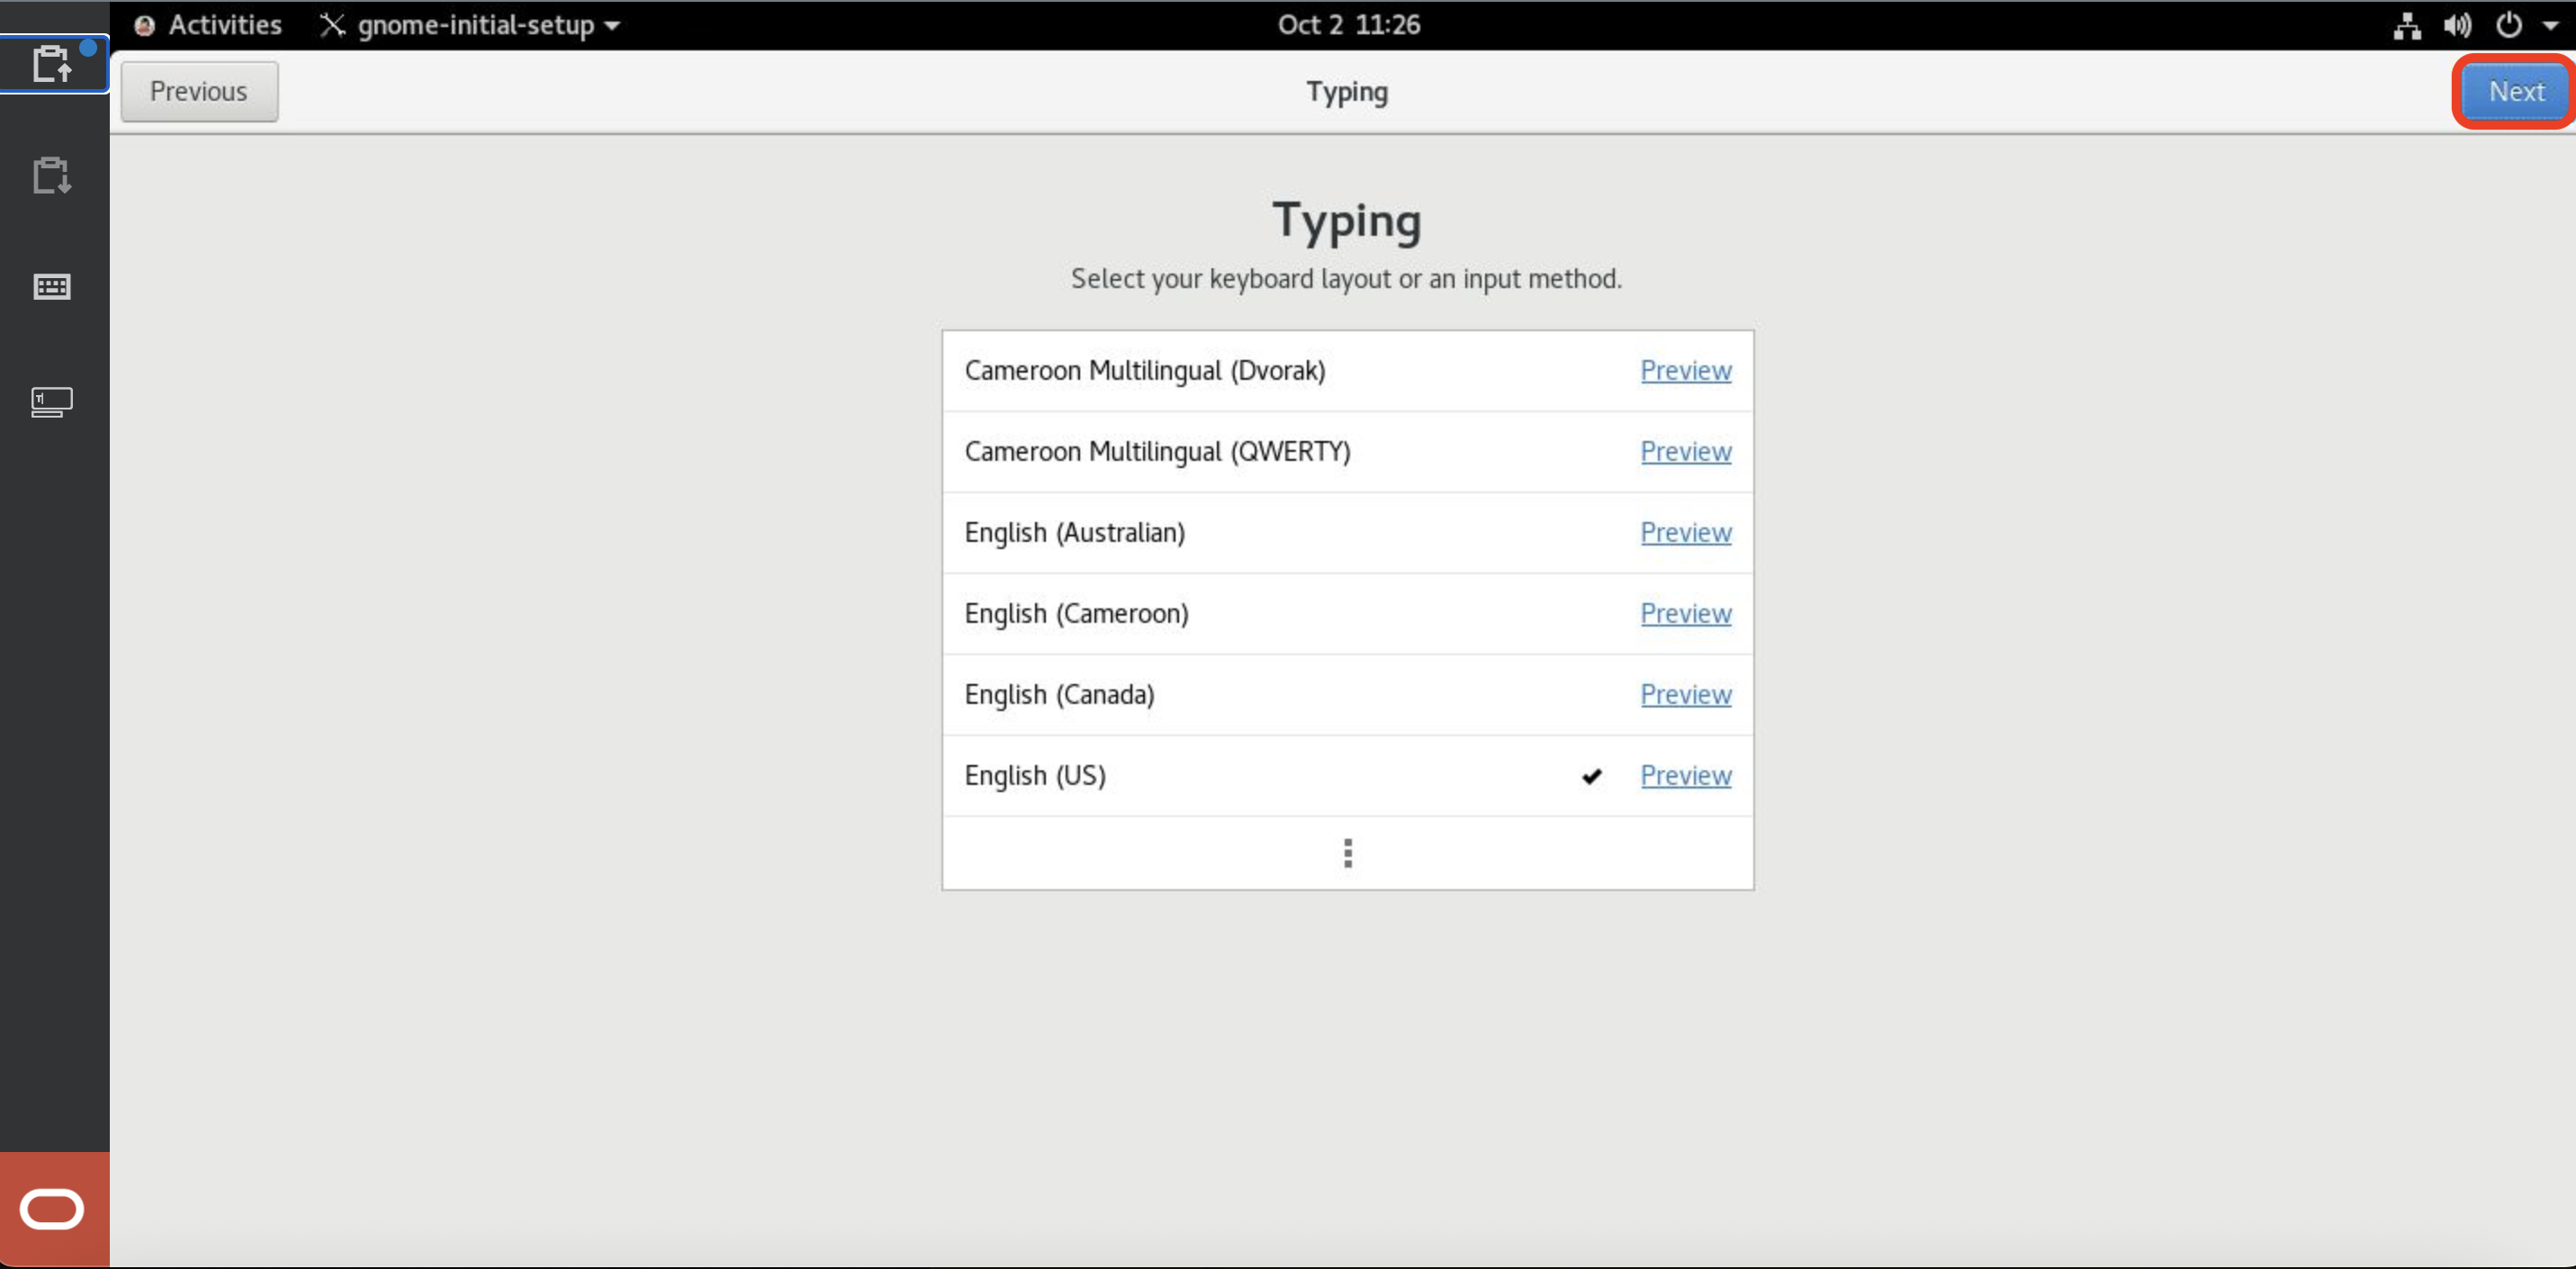 Activities gnome-initial-setup Oct 2 11:26
Previous Typing Next
Typing
Select your keyboard layout or an input method.
Cameroon Multilingual (Dvorak) Preview
Cameroon Multilingual (QWERTY) Preview
English (Australian) Preview
English (Cameroon) Preview
English (Canada) Preview
English (US) Preview